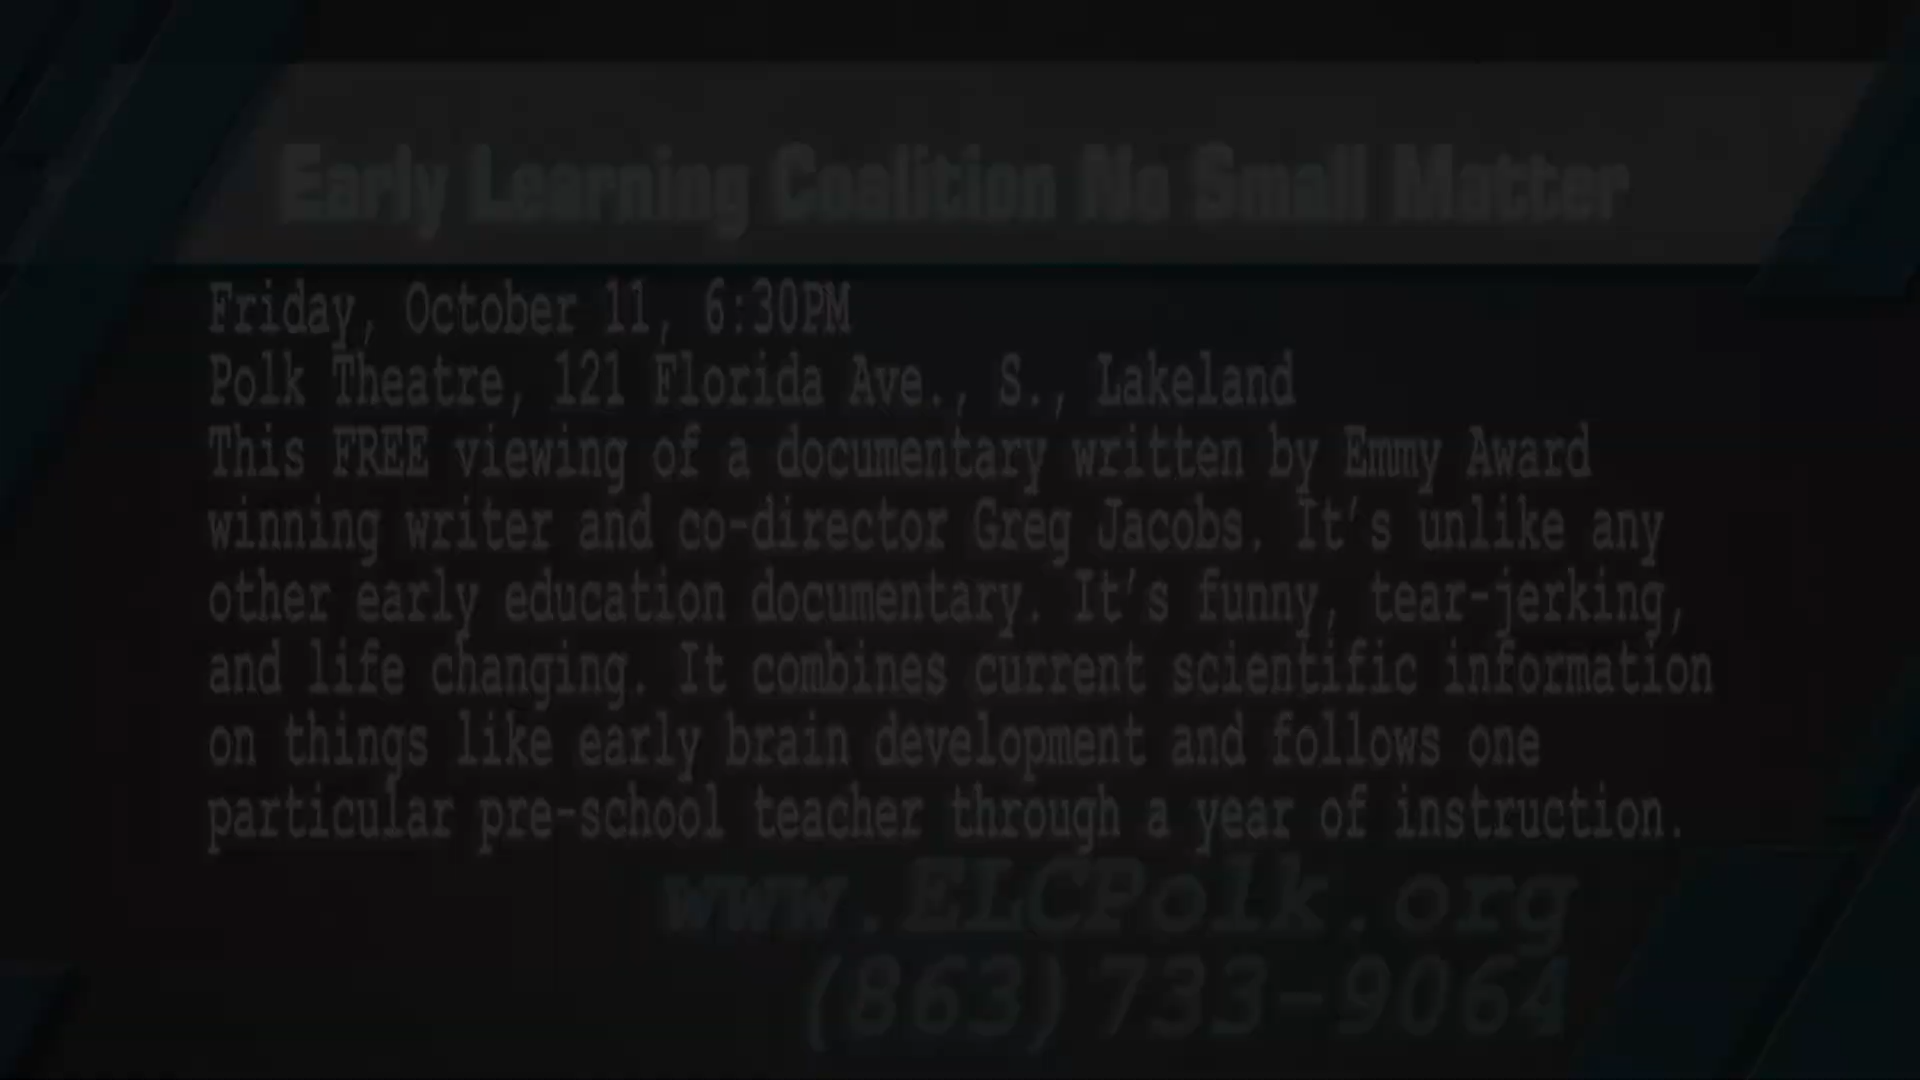 Early Learning Coalition No Small Matter
Friday, October 11, 6:30PM
Polk Theatre, 121 Florida Ave., S., Lakeland
This FREE viewing of a documentary written by Emmy Award
winning writer and co-director Greg Jacobs. It's unlike any
other early education documentary. It's funny, tear-jerking,
and life changing. It combines current scientific information
on things like early brain development and follows one
particular pre-school teacher through a year of instruction.
www.ELCPolk.org
(863)733-9064